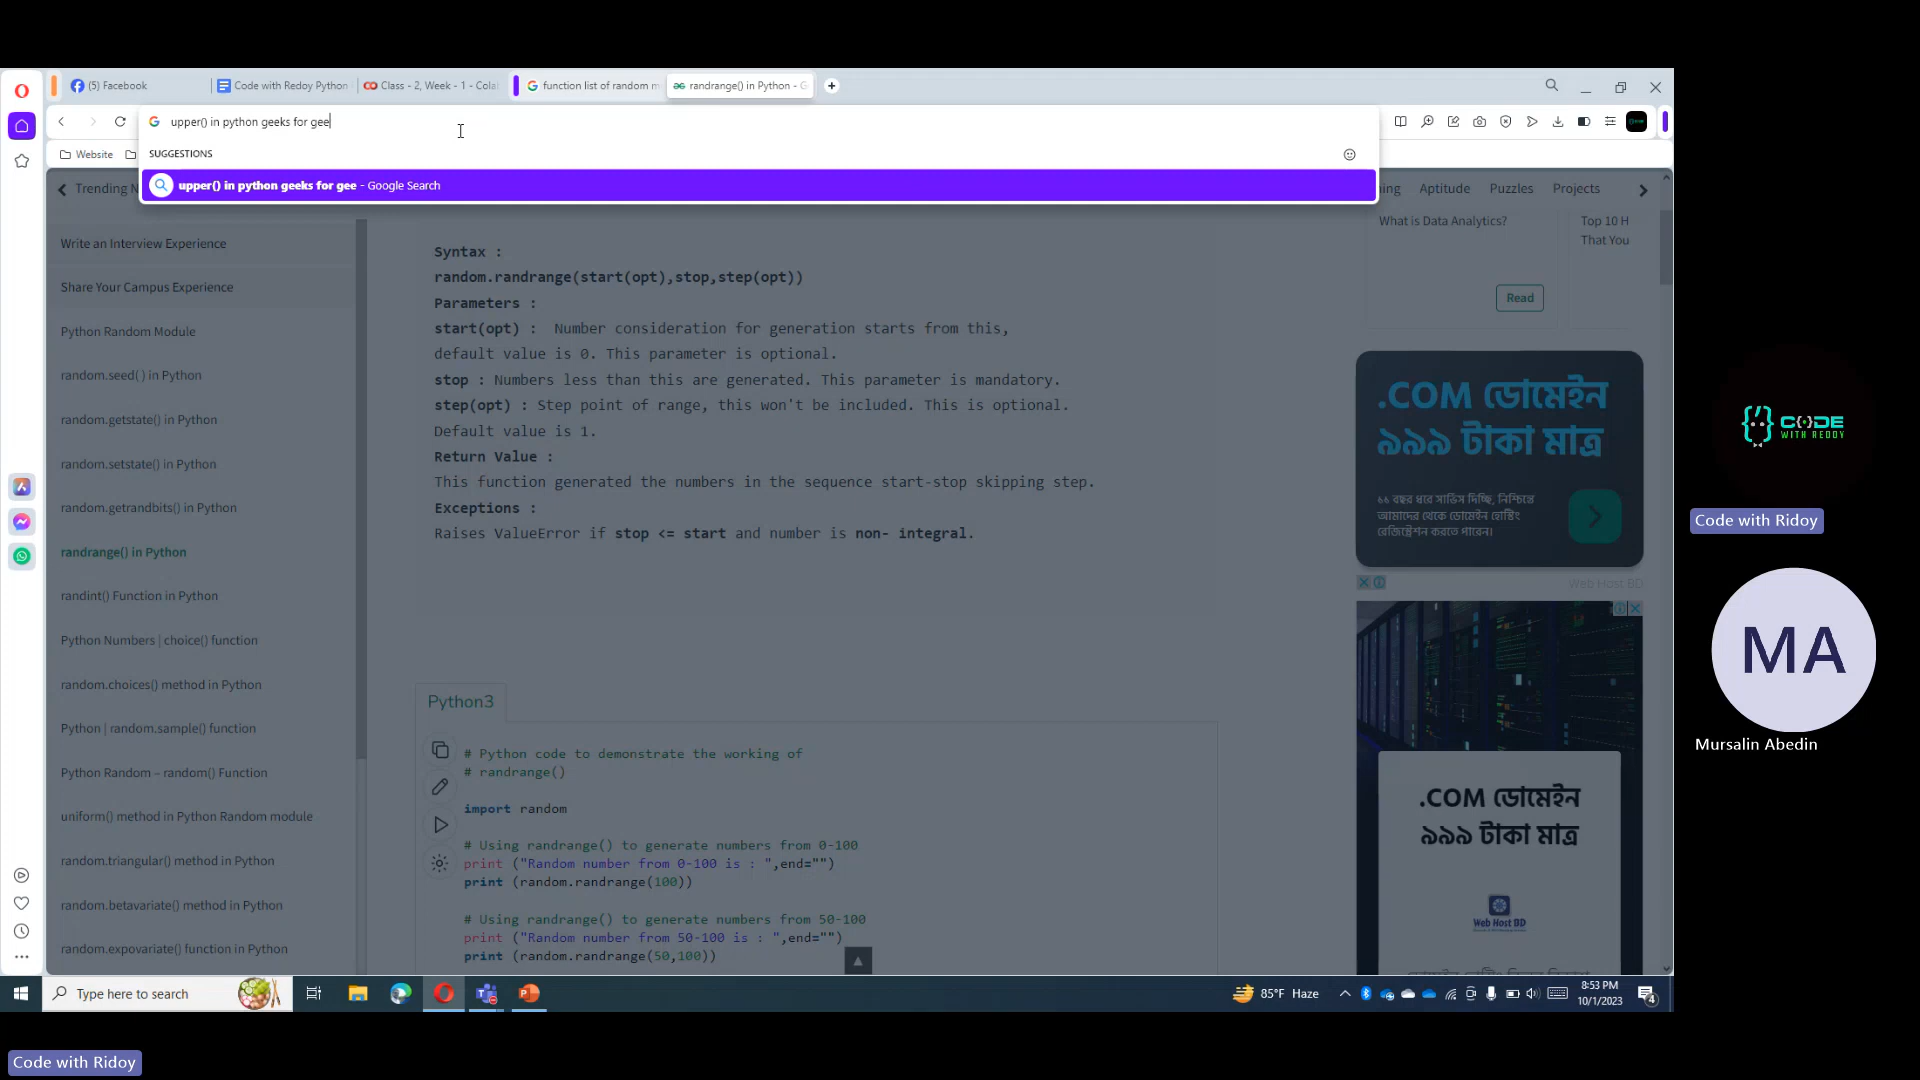 (5) Facebook
Code with Redoy Python
Class - 2, Week - 1 - Cola
function list of random m
randrange() in Python - G
upper() in python geeks for gee
SUGGESTIONS
upper() in python geeks for gee - Google Search
Website
Trending N
ing
Aptitude
Puzzles
Projects
Write an Interview Experience
Share Your Campus Experience
Python Random Module
random.seed( ) in Python
random.getstate() in Python
random.setstate() in Python
random.getrandbits() in Python
randrange() in Python
randint() Function in Python
Python Numbers | choice() function
random.choices() method in Python
Python | random.sample() function
Python Random – random() Function
uniform() method in Python Random module
random.triangular() method in Python
random.betavariate() method in Python
random.expovariate() function in Python
Syntax :
random.randrange(start(opt),stop,step(opt))
Parameters :
start(opt) : Number consideration for generation starts from this,
default value is 0. This parameter is optional.
stop : Numbers less than this are generated. This parameter is mandatory.
step(opt) : Step point of range, this won't be included. This is optional.
Default value is 1.
Return Value :
This function generated the numbers in the sequence start-stop skipping step.
Exceptions :
Raises ValueError if stop <= start and number is non- integral.
Python3
# Python code to demonstrate the working of
# randrange()
import random
# Using randrange() to generate numbers from 0-100
print ("Random number from 0-100 is : ",end="")
print (random.randrange(100))
# Using randrange() to generate numbers from 50-100
print ("Random number from 50-100 is : ",end="")
print (random.randrange(50,100))
What is Data Analytics?
Top 10 H
That You
Read
.COM ডোমেইন
৯৯৯ টাকা মাত্র
১১ বছর ধরে সার্ভিস দিচ্ছি, নিশ্চিন্তে
আমাদের থেকে ডোমেইন হোস্টিং
রেজিস্ট্রেশন করতে পারেন।
Web Host BD
.COM ডোমেইন
৯৯৯ টাকা মাত্র
Web Host BD
CODE
WITH REDOY
Code with Ridoy
MA
Mursalin Abedin
Type here to search
85°F Haze
8:53 PM
10/1/2023
4
Code with Ridoy